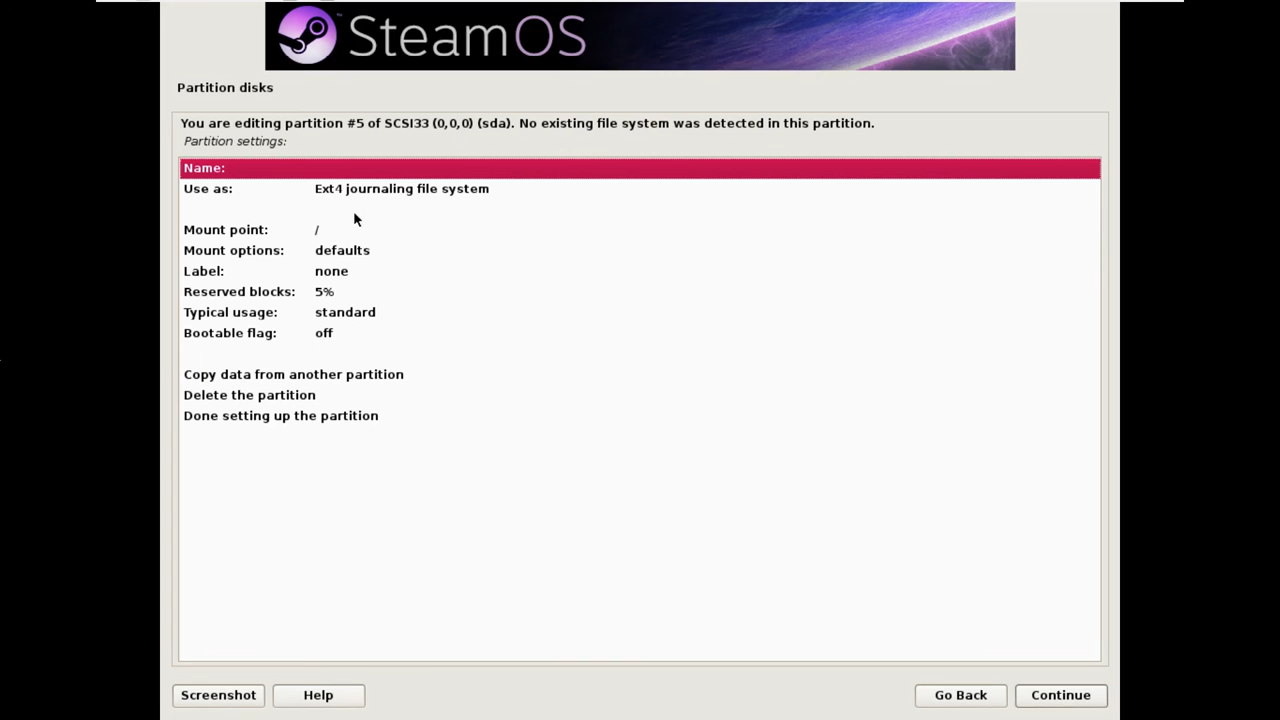 SteamOS
Partition disks
You are editing partition #5 of SCSI33 (0,0,0) (sda). No existing file system was detected in this partition.
Partition settings:
Name:
Use as: Ext4 journaling file system
Mount point: /
Mount options: defaults
Label: none
Reserved blocks: 5%
Typical usage: standard
Bootable flag: off
Copy data from another partition
Delete the partition
Done setting up the partition
Screenshot Help Go Back Continue